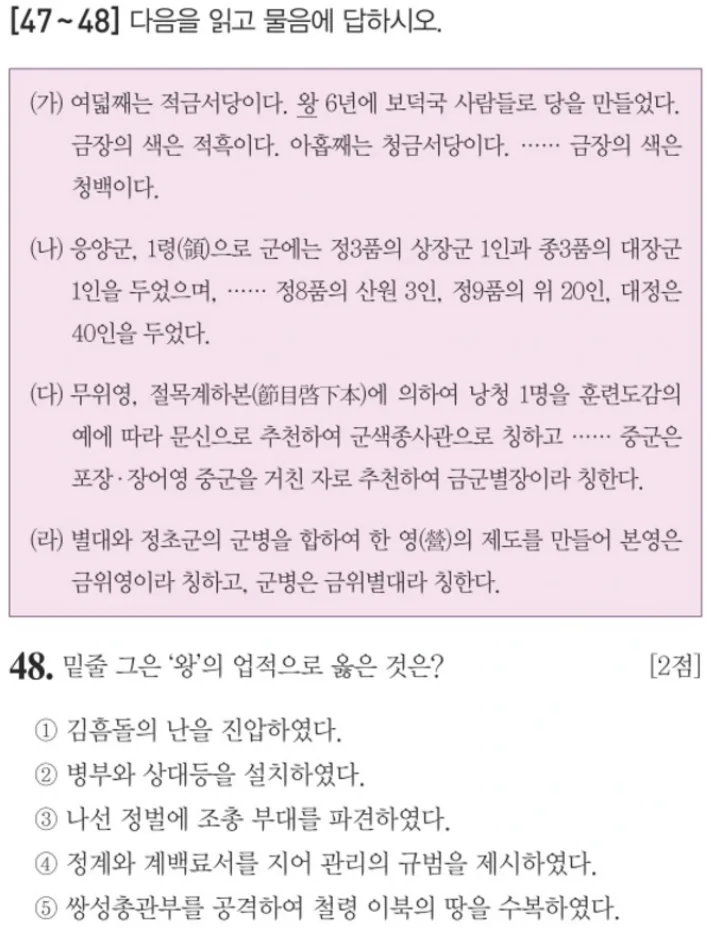 [47~48] 다음을 읽고 물음에 답하시오.
(가) 여덟째는 적금서당이다. 왕 6년에 보덕국 사람들로 당을 만들었다.
금장의 색은 적흑이다. 아홉째는 청금서당이다. …… 금장의 색은
청백이다.
(나) 응양군, 1령(領)으로 군에는 정3품의 상장군 1인과 종3품의 대장군
1인을 두었으며, …… 정8품의 산원 3인, 정9품의 위 20인, 대정은
40인을 두었다.
(다) 무위영, 절목계하본(節目啓下本)에 의하여 낭청 1명을 훈련도감의
예에 따라 문신으로 추천하여 군색종사관으로 칭하고 …… 중군은
포장·장어영 중군을 거친 자로 추천하여 금군별장이라 칭한다.
(라) 별대와 정초군의 군병을 합하여 한 영(營)의 제도를 만들어 본영은
금위영이라 칭하고, 군병은 금위별대라 칭한다.
48. 밑줄 그은 ‘왕’의 업적으로 옳은 것은? [2점]
① 김흠돌의 난을 진압하였다.
② 병부와 상대등을 설치하였다.
③ 나선 정벌에 조총 부대를 파견하였다.
④ 정계와 계백료서를 지어 관리의 규범을 제시하였다.
⑤ 쌍성총관부를 공격하여 철령 이북의 땅을 수복하였다.